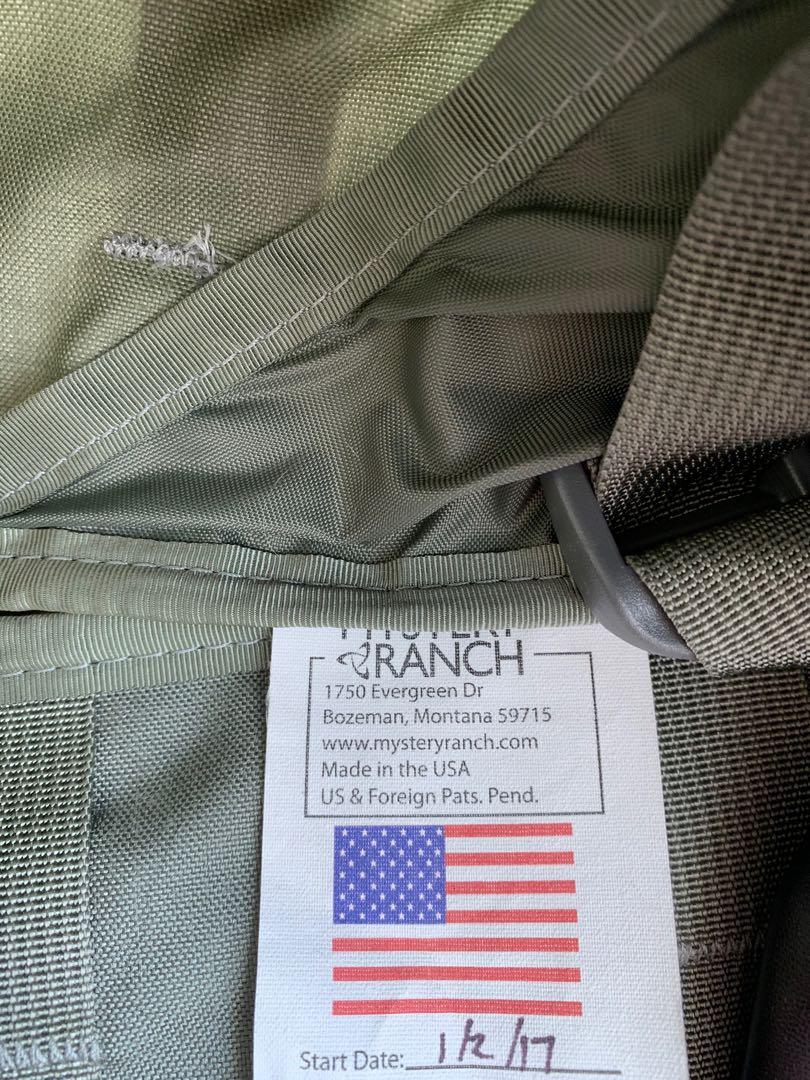 MYSTERY
RANCH
1750 Evergreen Dr
Bozeman, Montana 59715
www.mysteryranch.com
Made in the USA
US & Foreign Pats. Pend.
Start Date: 1/2/17